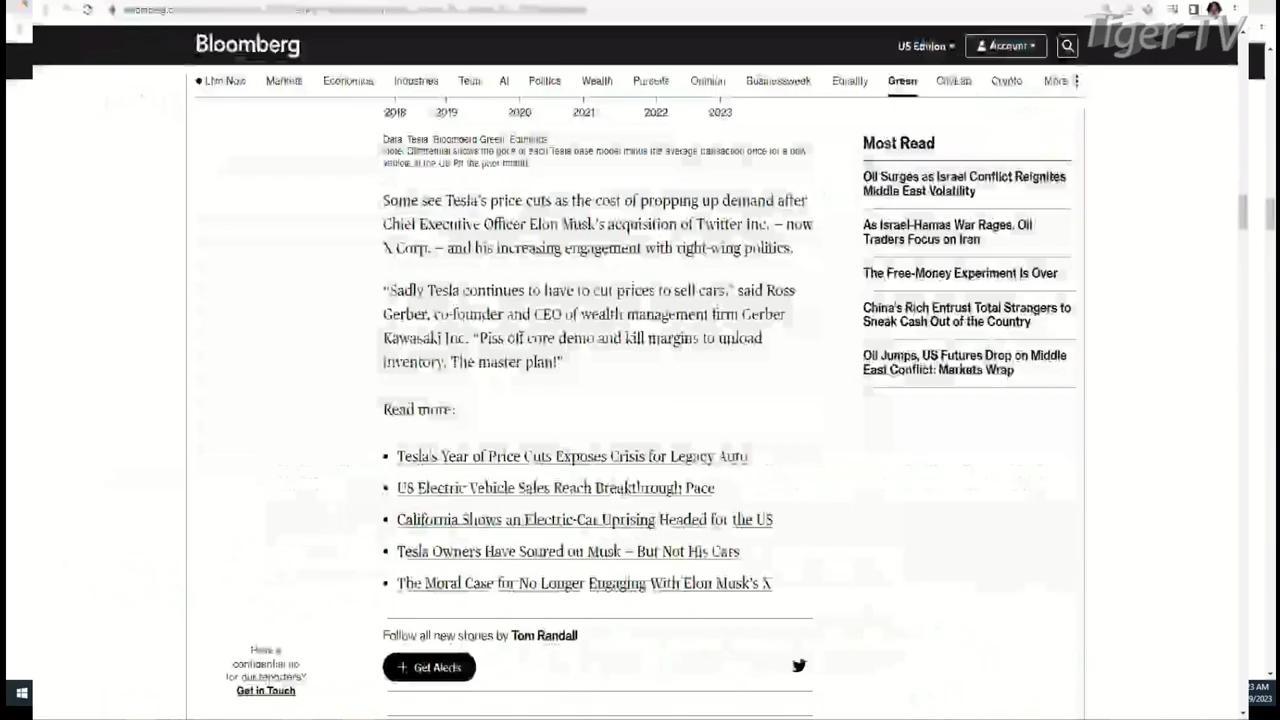 Tiger-TV
Bloomberg
US Edition
Account
Live Now Markets Economics Industries Tech AI Politics Wealth Pursuits Opinion Businessweek Equality Green CityLab Crypto More
2018 2019 2020 2021 2022 2023
Data: Tesla, Bloomberg Green
Some see Tesla's price cuts as the cost of propping up demand after
Chief Executive Officer Elon Musk's acquisition of Twitter Inc. – now
X Corp. – and his increasing engagement with right-wing politics.
"Sadly Tesla continues to have to cut prices to sell cars," said Ross
Gerber, co-founder and CEO of wealth management firm Gerber
Kawasaki Inc. "Piss off core demo and kill margins to unload
inventory. The master plan!"
Read more:
• Tesla's Year of Price Cuts Exposes Crisis for Legacy Auto
• US Electric Vehicle Sales Reach Breakthrough Pace
• California Shows an Electric-Car Uprising Headed for the US
• Tesla Owners Have Soured on Musk – But Not His Cars
• The Moral Case for No Longer Engaging With Elon Musk's X
Follow all new stories by Tom Randall
+ Get Alerts
Have a
confidential tip
for our reporters?
Get in Touch
Most Read
Oil Surges as Israel Conflict Reignites
Middle East Volatility
As Israel-Hamas War Rages, Oil
Traders Focus on Iran
The Free-Money Experiment Is Over
China's Rich Entrust Total Strangers to
Sneak Cash Out of the Country
Oil Jumps, US Futures Drop on Middle
East Conflict: Markets Wrap
3 AM
9/2023